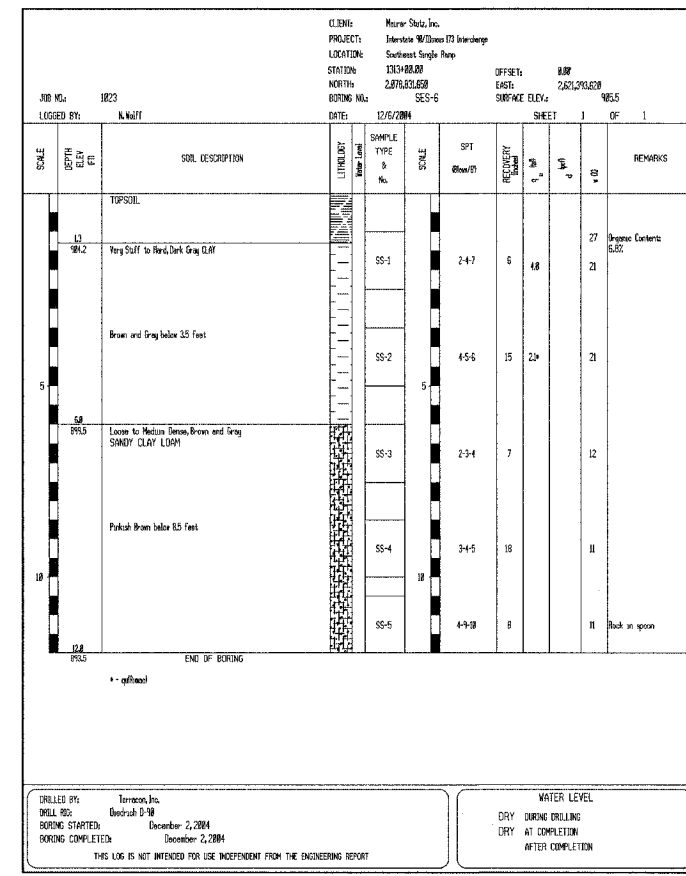 CLIENT: Maurer Stutz, Inc.
PROJECT: Interstate 90/Illinois 173 Interchange
LOCATION: Southeast Single Ramp
STATION: 1313+00.00 OFFSET: 0.00
NORTH: 2,076,831.650 EAST: 2,621,393.620
JOB NO.: 1023 BORING NO.: SES-6 SURFACE ELEV.: 905.5
LOGGED BY: N. Wolff DATE: 12/6/2004 SHEET 1 OF 1
SCALE DEPTH ELEV (FT) SOIL DESCRIPTION LITHOLOGY Water Level SAMPLE TYPE & No. SCALE SPT (Blows/6") RECOVERY (inches) q u (tsf) d (pcf) w (%) REMARKS
TOPSOIL
27 Organic Content:
1.3 6.8%
904.2 Very Stiff to Hard, Dark Gray CLAY
SS-1 2-4-7 6 4.0 21
Brown and Gray below 3.5 feet
SS-2 4-5-6 15 2.1* 21
5 5
6.0
899.5 Loose to Medium Dense, Brown and Gray
SANDY CLAY LOAM
SS-3 2-3-4 7 12
Pinkish Brown below 8.5 feet
SS-4 3-4-5 18 11
10 10
SS-5 4-9-10 8 11 Rock in spoon
12.0
893.5 END OF BORING
* - qu(Rimac)
DRILLED BY: Terracon, Inc.
DRILL RIG: D-90
BORING STARTED: December 2, 2004
BORING COMPLETED: December 2, 2004
THIS LOG IS NOT INTENDED FOR USE INDEPENDENT FROM THE ENGINEERING REPORT
WATER LEVEL
DRY DURING DRILLING
DRY AT COMPLETION
AFTER COMPLETION